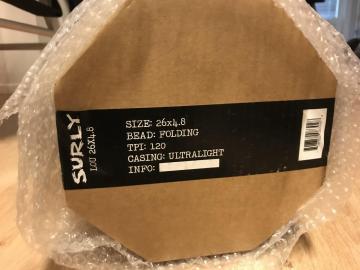 SURLY
LOU 26x4.8
SIZE: 26x4.8
BEAD: FOLDING
TPI: 120
CASING: ULTRALIGHT
INFO: